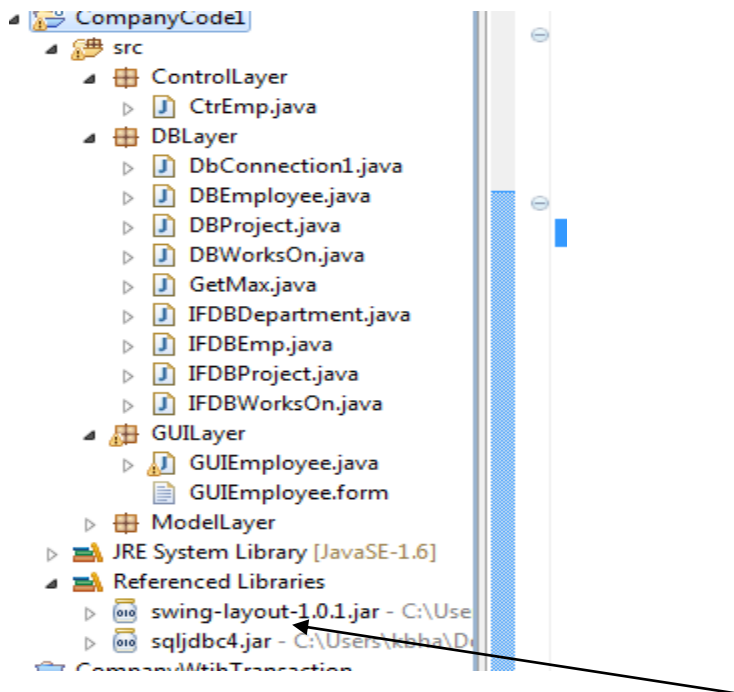 CompanyCode1
src
ControlLayer
CtrEmp.java
DBLayer
DbConnection1.java
DBEmployee.java
DBProject.java
DBWorksOn.java
GetMax.java
IFDBDepartment.java
IFDBEmp.java
IFDBProject.java
IFDBWorksOn.java
GUILayer
GUIEmployee.java
GUIEmployee.form
ModelLayer
JRE System Library [JavaSE-1.6]
Referenced Libraries
swing-layout-1.0.1.jar - C:\Use
sqljdbc4.jar - C:\Users\kbha\D
CompanyWtihTransaction